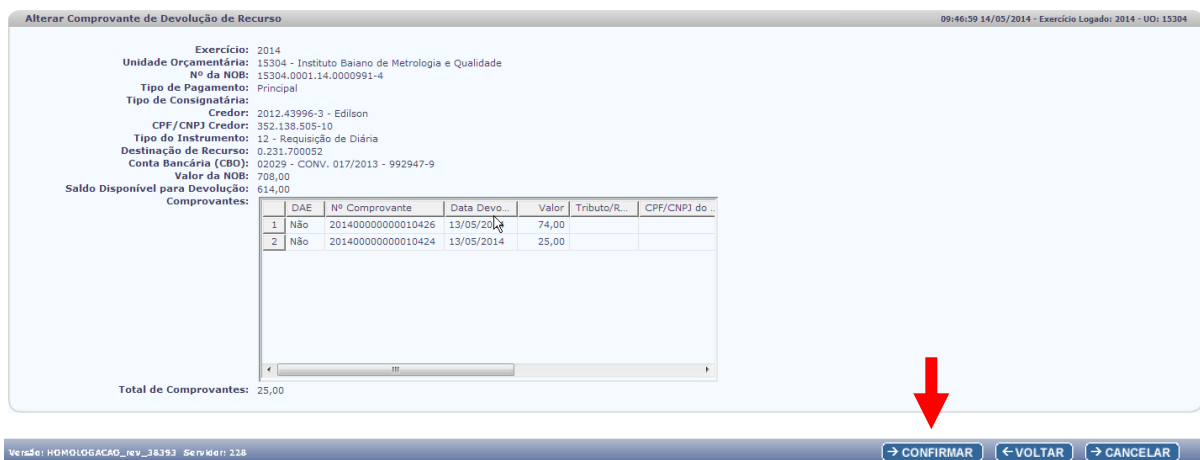 Alterar Comprovante de Devolução de Recurso 09:46:59 14/05/2014 - Exercício Logado: 2014 - UO: 15304
Exercício: 2014
Unidade Orçamentária: 15304 - Instituto Baiano de Metrologia e Qualidade
Nº da NOB: 15304.0001.14.0000991-4
Tipo de Pagamento: Principal
Tipo de Consignatária:
Credor: 2012.43996-3 - Edilson
CPF/CNPJ Credor: 352.138.505-10
Tipo do Instrumento: 12 - Requisição de Diária
Destinação de Recurso: 0.231.700052
Conta Bancária (CBO): 02029 - CONV. 017/2013 - 992947-9
Valor da NOB: 708,00
Saldo Disponível para Devolução: 614,00
Comprovantes:
DAE Nº Comprovante Data Devo... Valor Tributo/R... CPF/CNPJ do ...
1 Não 201400000000010426 13/05/2014 74,00
2 Não 201400000000010424 13/05/2014 25,00
Total de Comprovantes: 25,00
Versão: HOMOLOGACAO_rev_38393 Servidor: 228 CONFIRMAR VOLTAR CANCELAR